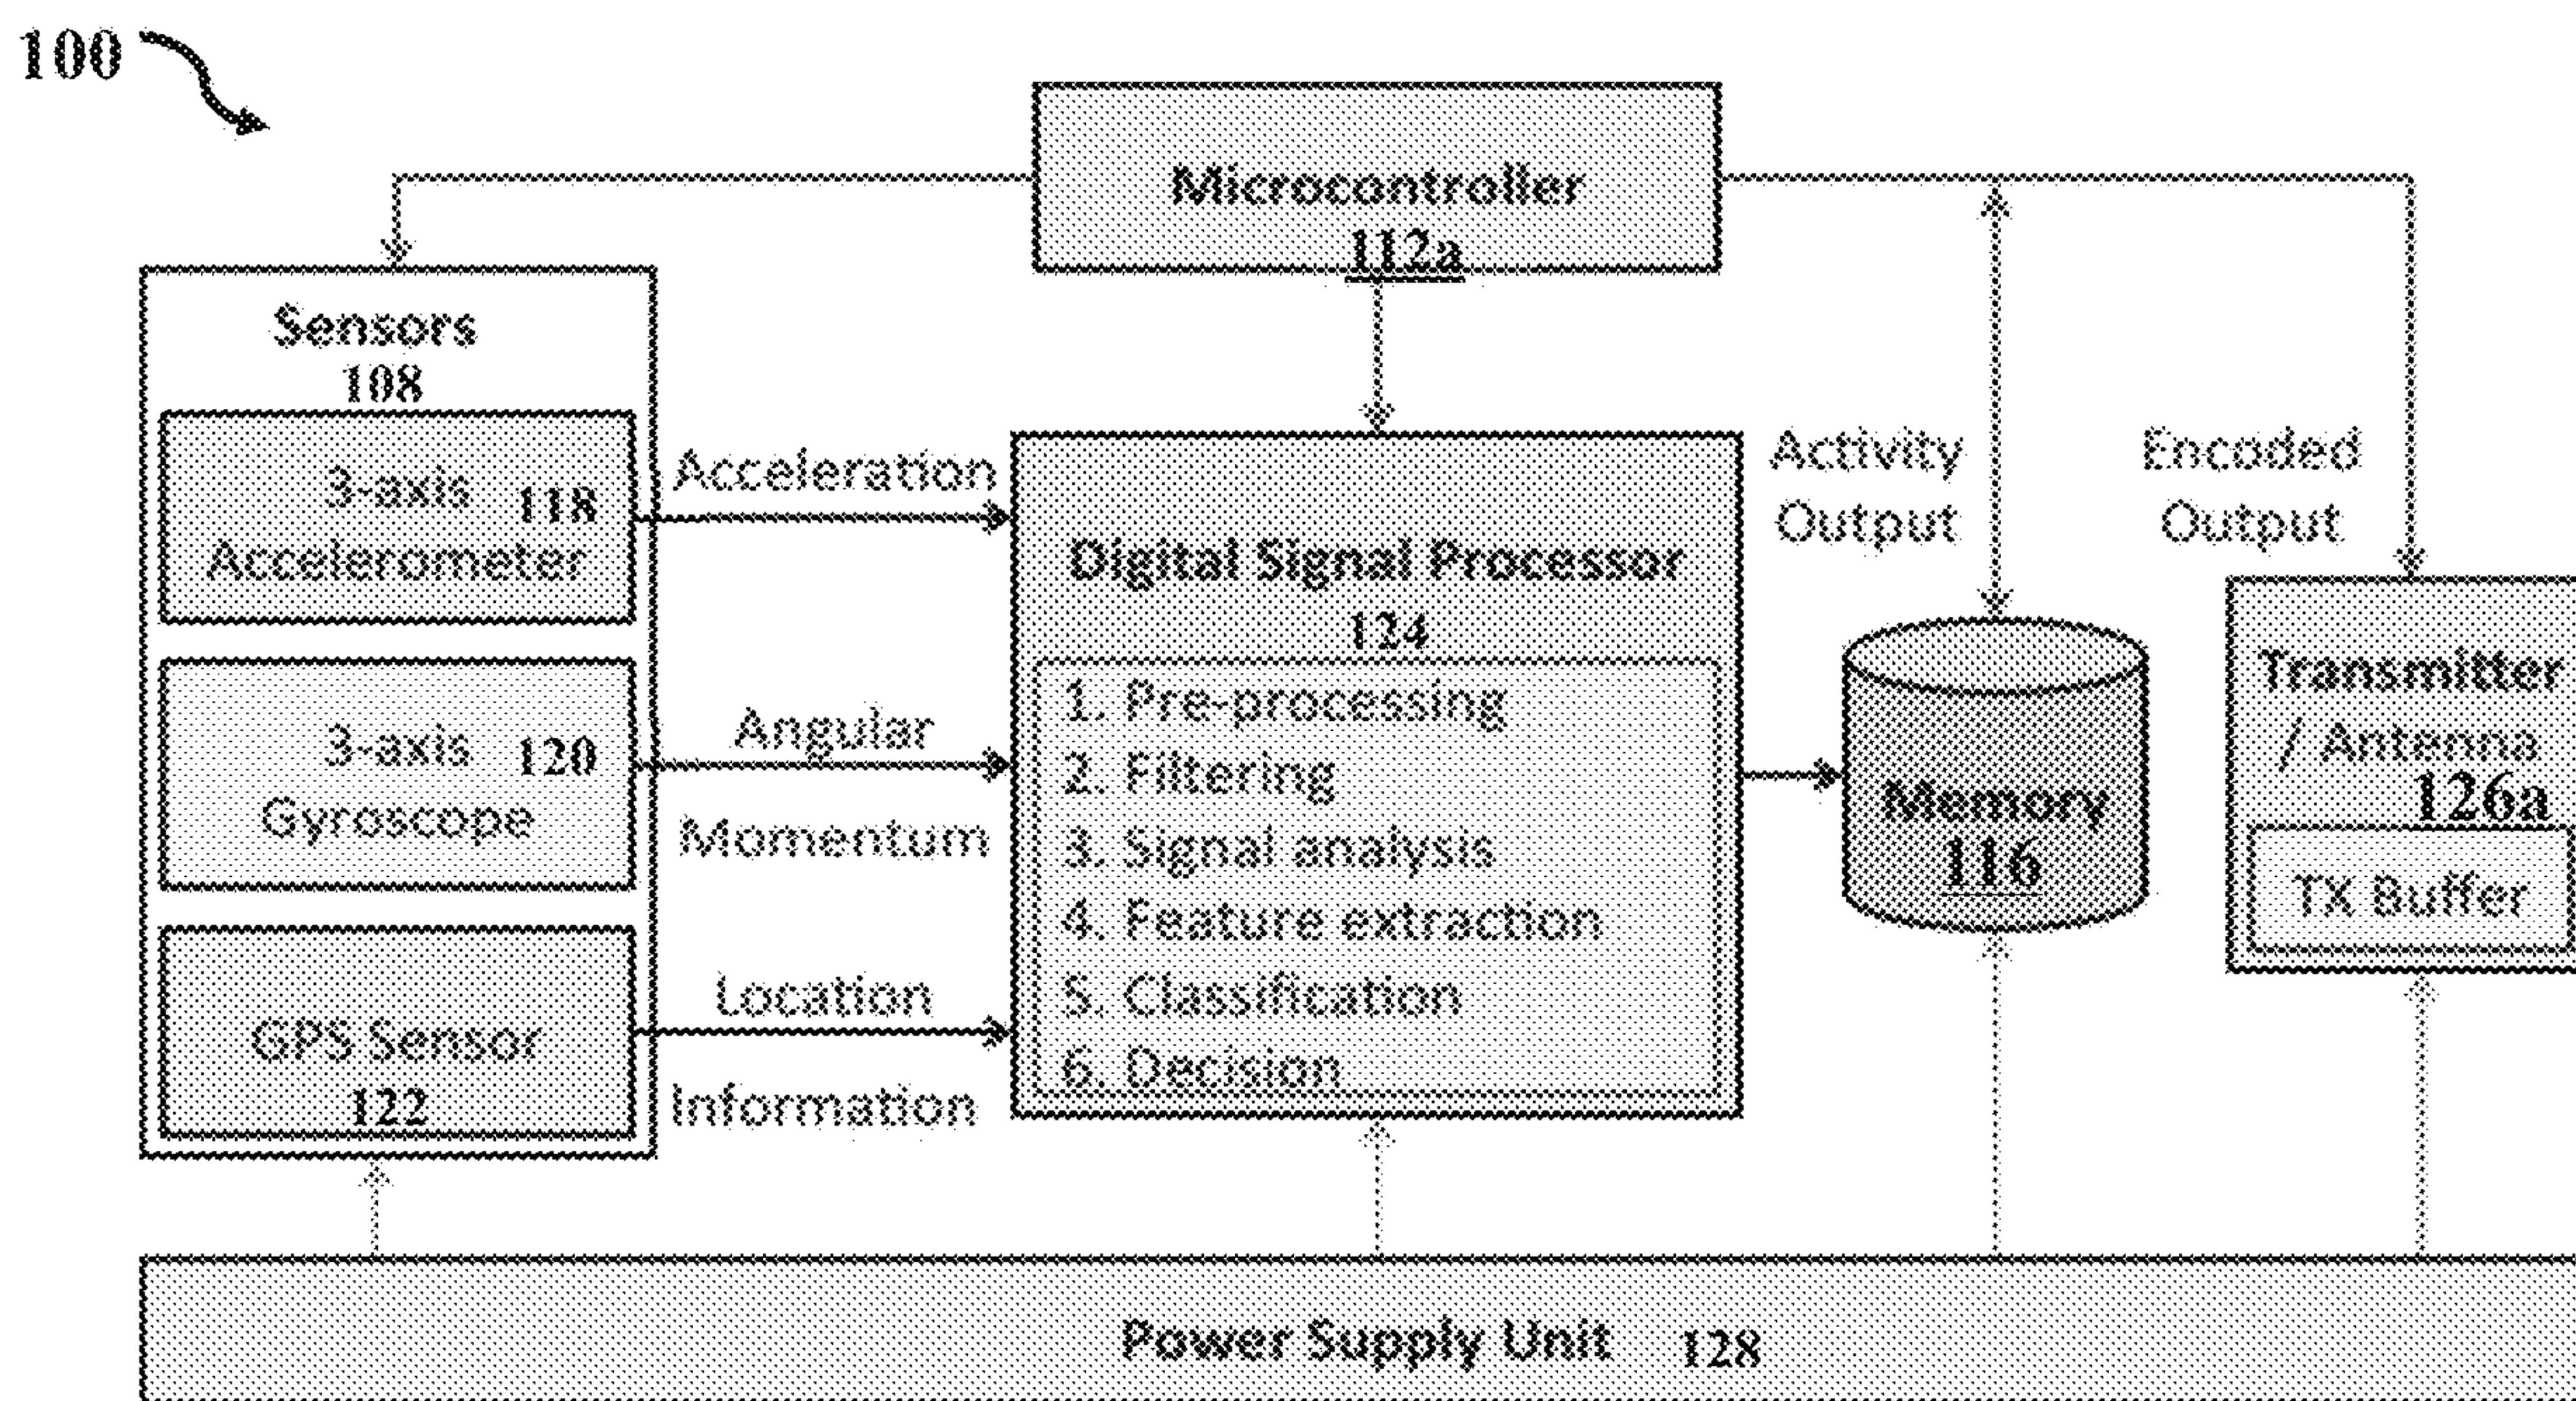 100
Microcontroller
112a
Sensors
108
3-axis 118
Accelerometer
3-axis 120
Gyroscope
GPS Sensor
122
Acceleration
Angular
Momentum
Location
Information
Digital Signal Processor
124
1. Pre-processing
2. Filtering
3. Signal analysis
4. Feature extraction
5. Classification
6. Decision
Activity
Output
Memory
116
Encoded
Output
Transmitter
/ Antenna
126a
TX Buffer
Power Supply Unit 128